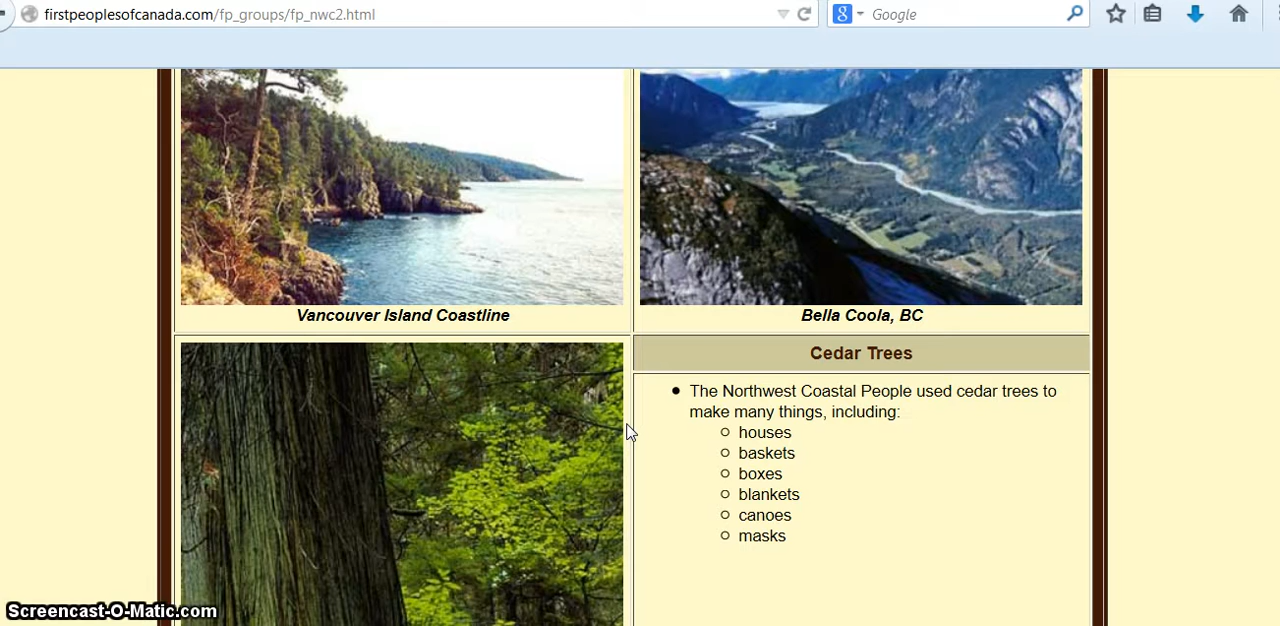 firstpeoplesofcanada.com/fp_groups/fp_nwc2.html
Google
Vancouver Island Coastline
Bella Coola, BC
Cedar Trees
The Northwest Coastal People used cedar trees to
make many things, including:
houses
baskets
boxes
blankets
canoes
masks
Screencast-O-Matic.com